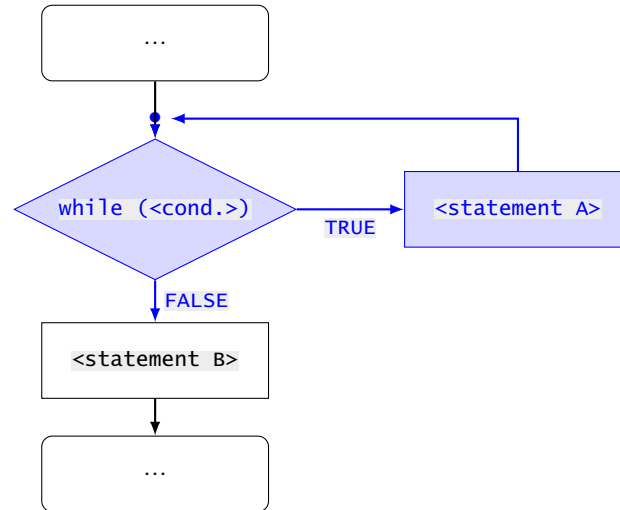 ...
while (<cond.>)
<statement A>
TRUE
FALSE
<statement B>
...